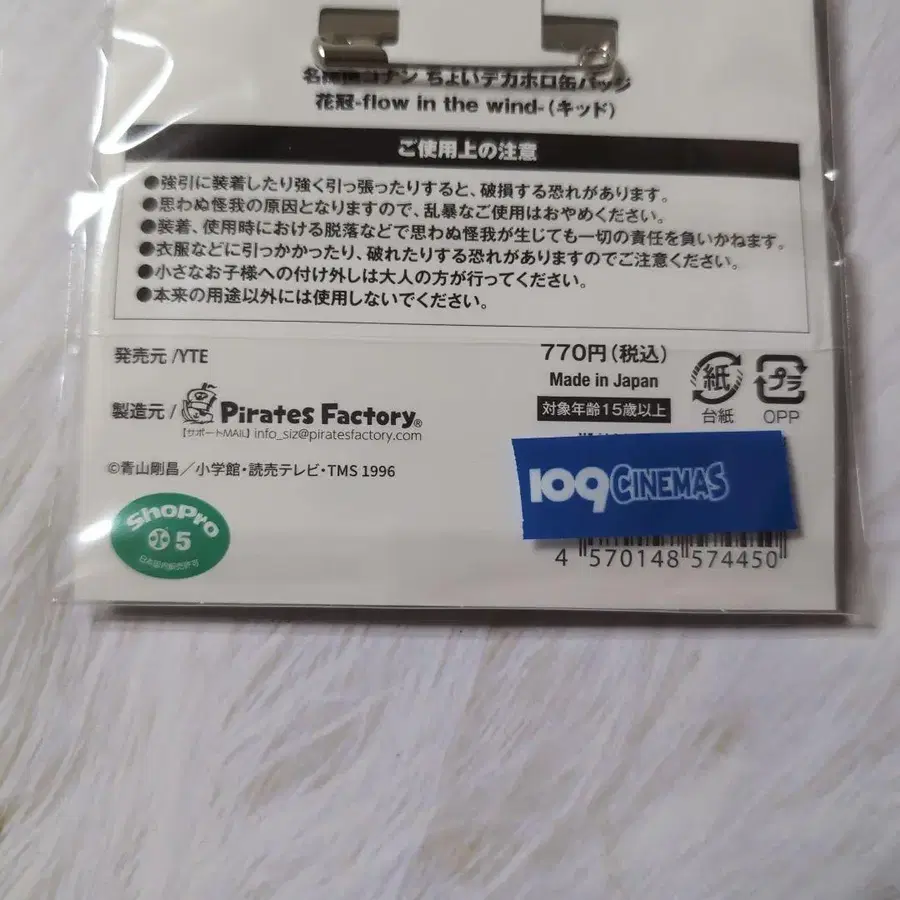 名探偵コナン ちょいデカホロ缶バッジ
花冠-flow in the wind-（キッド）
ご使用上の注意
●強引に装着したり強く引っ張ったりすると、破損する恐れがあります。
●思わぬ怪我の原因となりますので、乱暴なご使用はおやめください。
●装着、使用時における脱落などで思わぬ怪我が生じても一切の責任を負いかねます。
●衣服などに引っかかったり、破れたりする恐れがありますのでご注意ください。
●小さなお子様への付け外しは大人の方が行ってください。
●本来の用途以外には使用しないでください。
発売元 /YTE
製造元 / Pirates Factory®
【サポートMAIL】info_siz@piratesfactory.com
©青山剛昌／小学館・読売テレビ・TMS 1996
770円（税込）
Made in Japan
対象年齢15歳以上
紙
台紙
プラ
OPP
109CINEMAS
4 570148 574450
ShoPro
5
日本国内販売許可